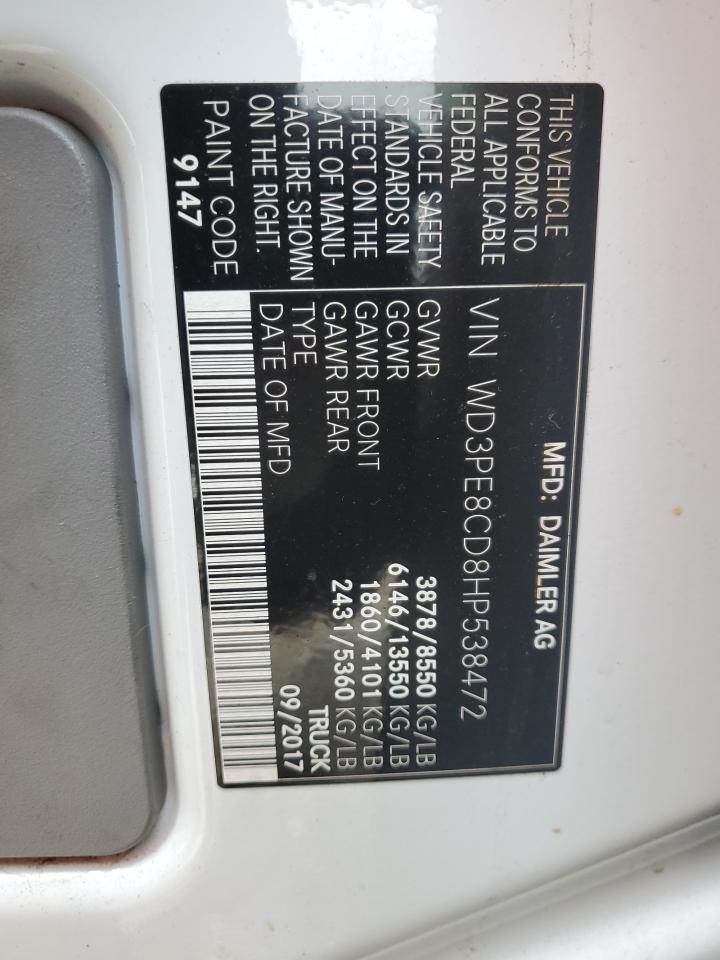 THIS VEHICLE
CONFORMS TO
ALL APPLICABLE
FEDERAL
VEHICLE SAFETY
STANDARDS IN
EFFECT ON THE
DATE OF MANU-
FACTURE SHOWN
ON THE RIGHT.
PAINT CODE
9147
MFD: DAIMLER AG
VIN WD3PE8CD8HP538472
GVWR 3878/8550 KG/LB
GCWR 6146/13550 KG/LB
GAWR FRONT 1860/4101 KG/LB
GAWR REAR 2431/5360 KG/LB
TYPE TRUCK
DATE OF MFD 09/2017